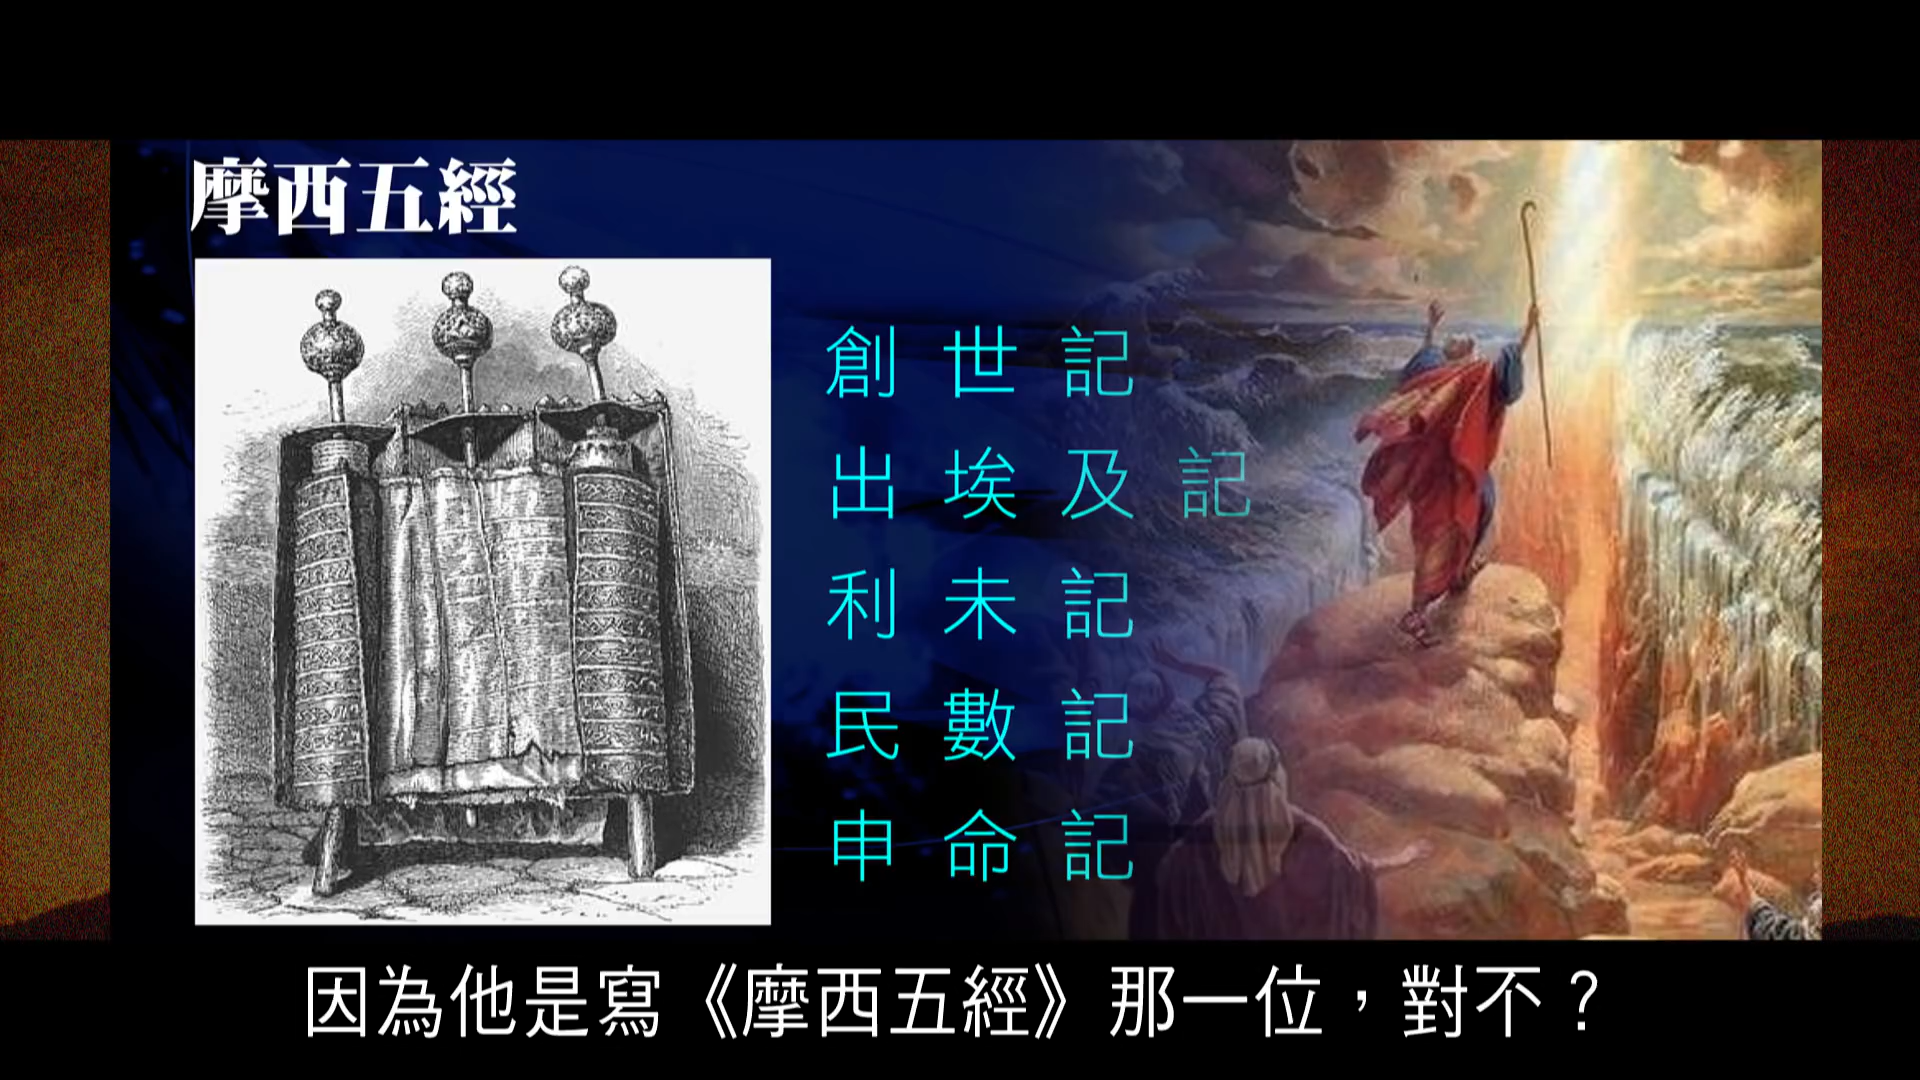 摩西五經
創世記
出埃及記
利未記
民數記
申命記
因為他是寫《摩西五經》那一位，對不？